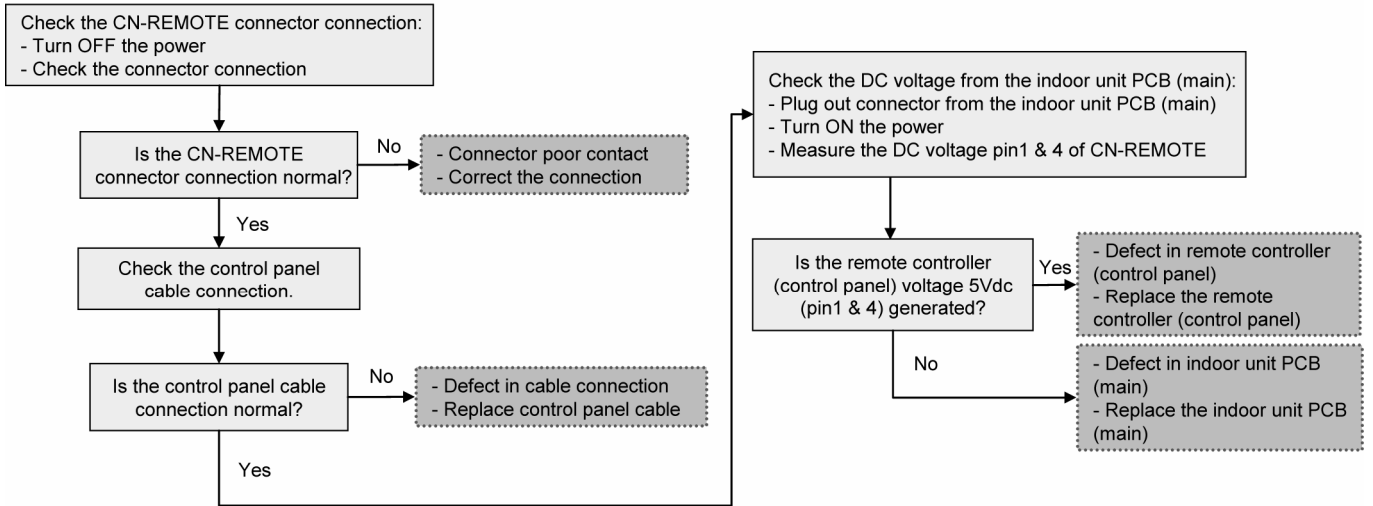 Check the CN-REMOTE connector connection:
- Turn OFF the power
- Check the connector connection
Is the CN-REMOTE
connector connection normal?
No
- Connector poor contact
- Correct the connection
Yes
Check the control panel
cable connection.
Is the control panel cable
connection normal?
No
- Defect in cable connection
- Replace control panel cable
Yes
Check the DC voltage from the indoor unit PCB (main):
- Plug out connector from the indoor unit PCB (main)
- Turn ON the power
- Measure the DC voltage pin1 & 4 of CN-REMOTE
Is the remote controller
(control panel) voltage 5Vdc
(pin1 & 4) generated?
Yes
- Defect in remote controller
(control panel)
- Replace the remote
controller (control panel)
No
- Defect in indoor unit PCB
(main)
- Replace the indoor unit PCB
(main)